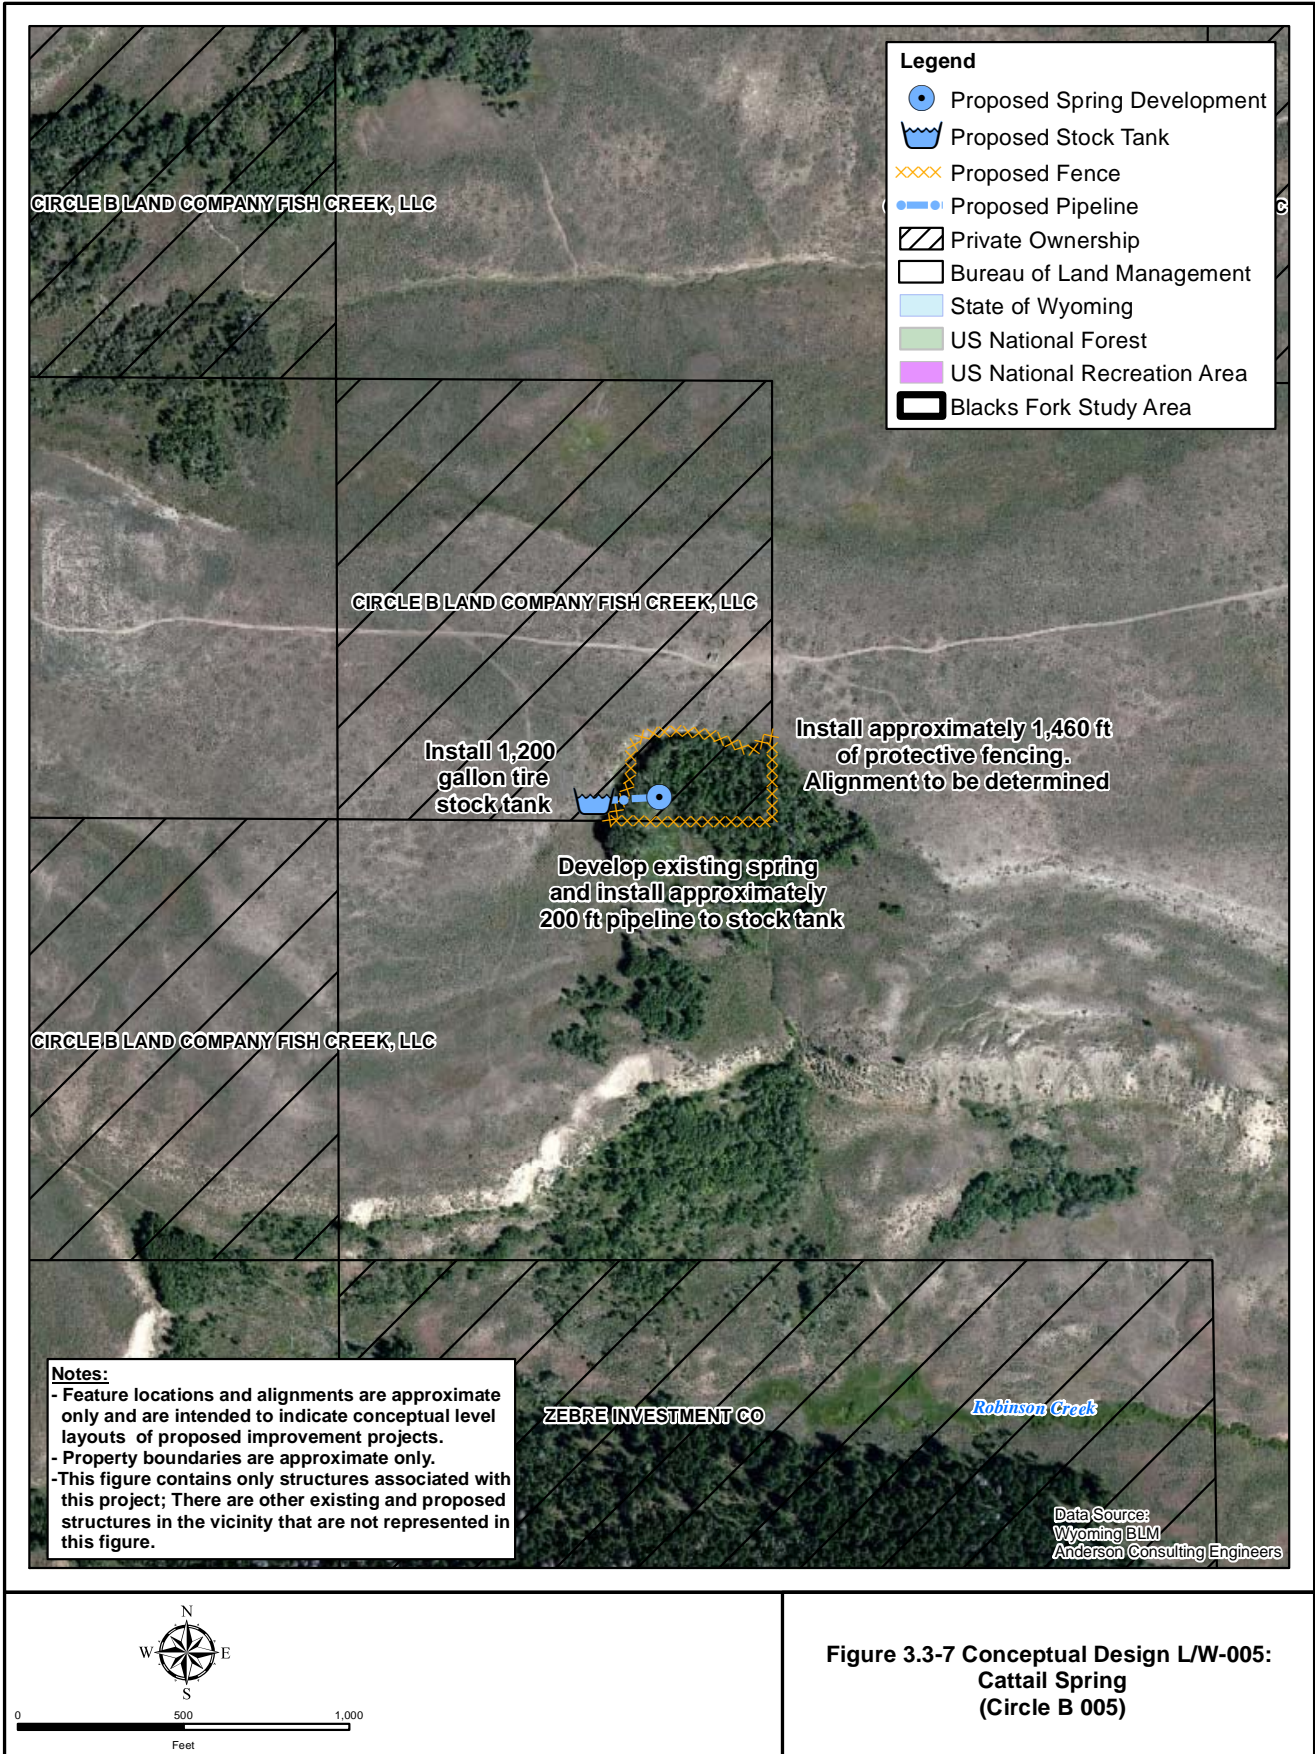 Legend
Proposed Spring Development
Proposed Stock Tank
Proposed Fence
Proposed Pipeline
Private Ownership
Bureau of Land Management
State of Wyoming
US National Forest
US National Recreation Area
Blacks Fork Study Area
CIRCLE B LAND COMPANY FISH CREEK, LLC
CIRCLE B LAND COMPANY FISH CREEK, LLC
Install 1,200
gallon tire
stock tank
Install approximately 1,460 ft
of protective fencing.
Alignment to be determined
Develop existing spring
and install approximately
200 ft pipeline to stock tank
CIRCLE B LAND COMPANY FISH CREEK, LLC
ZEBRE INVESTMENT CO
Robinson Creek
Notes:
- Feature locations and alignments are approximate
only and are intended to indicate conceptual level
layouts of proposed improvement projects.
- Property boundaries are approximate only.
-This figure contains only structures associated with
this project; There are other existing and proposed
structures in the vicinity that are not represented in
this figure.
Data Source:
Wyoming BLM
Anderson Consulting Engineers
N
W E
S
0 500 1,000
Feet
Figure 3.3-7 Conceptual Design L/W-005:
Cattail Spring
(Circle B 005)